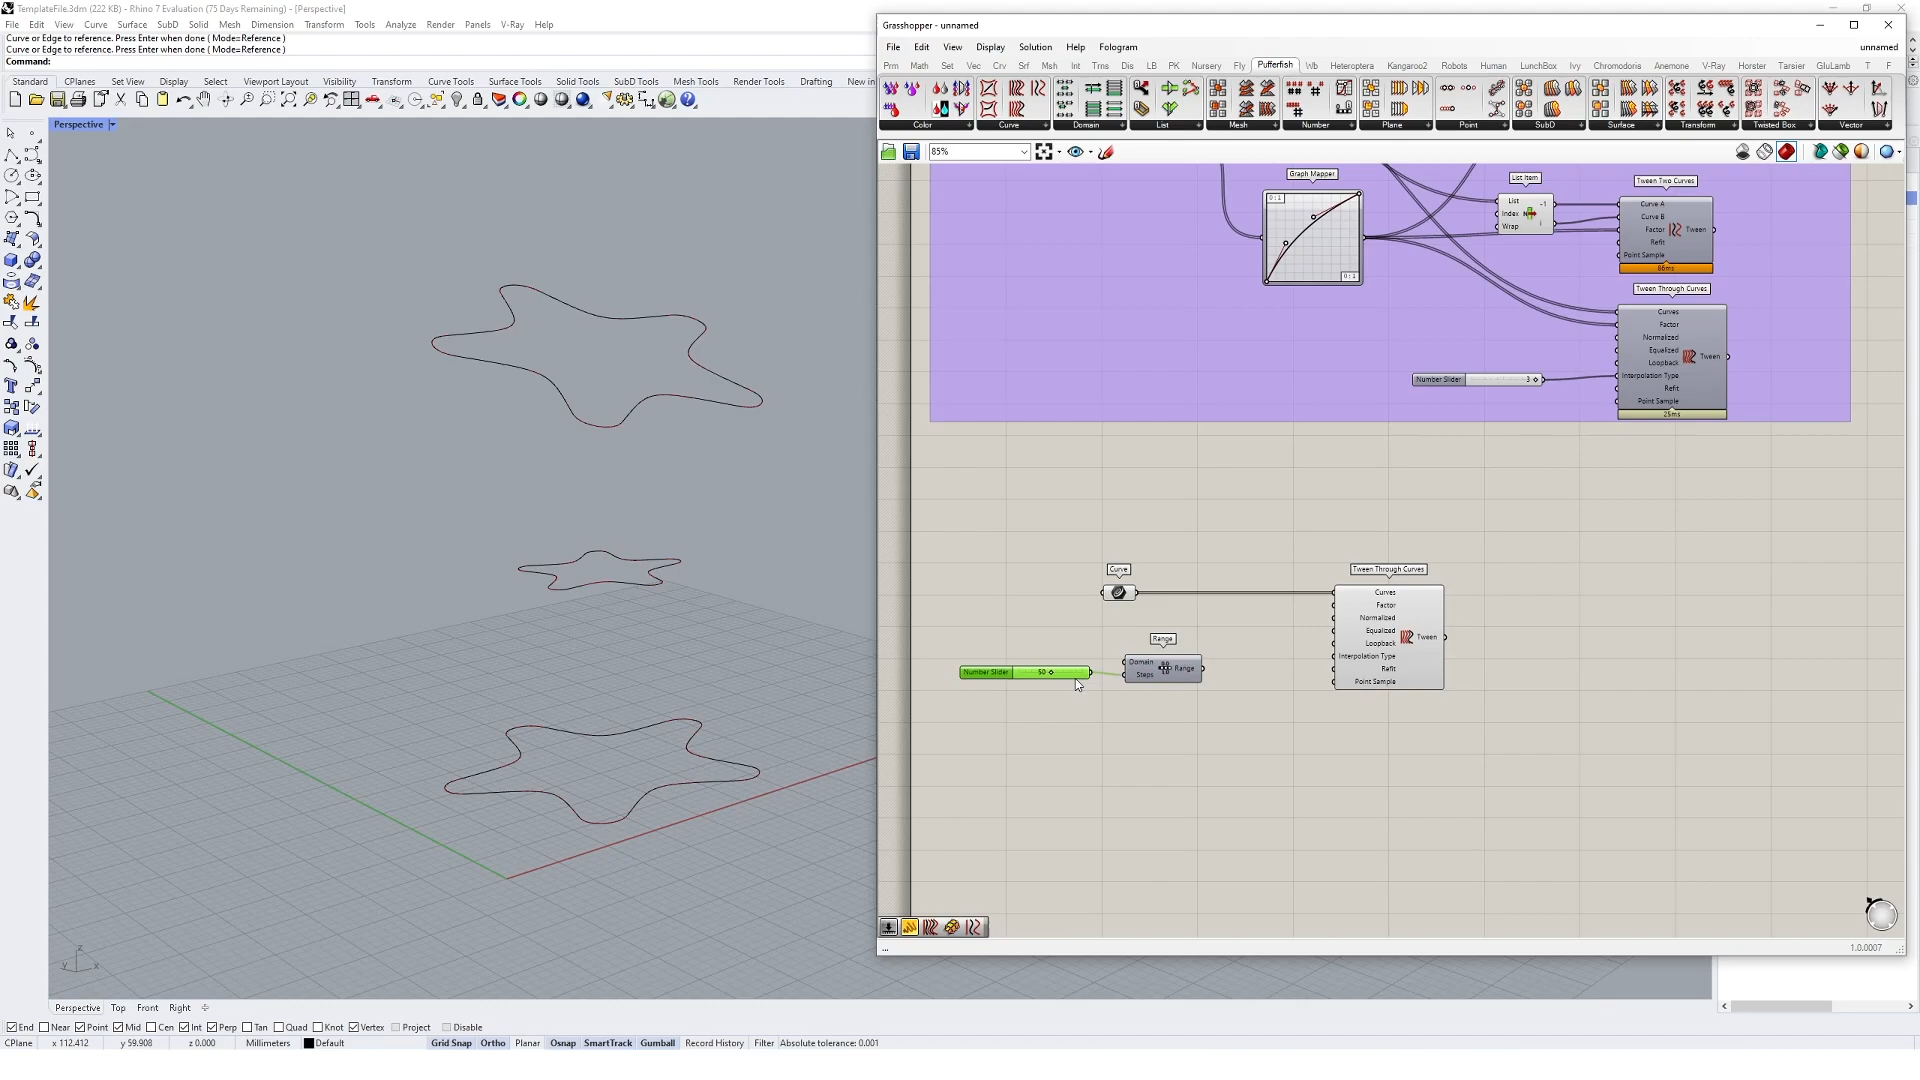 TemplateFile.3dm (222 KB) - Rhino 7 Evaluation (75 Days Remaining) - [Perspective]
File Edit View Curve Surface SubD Solid Mesh Dimension Transform Tools Analyze Render Panels V-Ray Help
Curve or Edge to reference. Press Enter when done ( Mode=Reference )
Curve or Edge to reference. Press Enter when done ( Mode=Reference )
Command:
Standard CPlanes Set View Display Select Viewport Layout Visibility Transform Curve Tools Surface Tools Solid Tools SubD Tools Mesh Tools Render Tools Drafting New in
Perspective
Grasshopper - unnamed
File Edit View Display Solution Help Fologram unnamed
Prm Math Set Vec Crv Srf Msh Int Trns Dis LB PK Nursery Fly Pufferfish Wb Heteroptera Kangaroo2 Robots Human LunchBox Ivy Chromodoris Anemone V-Ray Horster Tarsier GluLamb T F
Color Curve Domain List Mesh Number Plane Point SubD Surface Transform Twisted Box Vector
85%
Graph Mapper
0:1
0:1
List Item
List
Index
Wrap
-1
i
Tween Two Curves
Curve A
Curve B
Factor
Refit
Point Sample
Tween
86ms
Tween Through Curves
Curves
Factor
Normalized
Equalized
Loopback
Interpolation Type
Refit
Point Sample
Tween
25ms
Number Slider 3
Curve
Range
Domain
Steps
Range
Number Slider 50
Tween Through Curves
Curves
Factor
Normalized
Equalized
Loopback
Interpolation Type
Refit
Point Sample
Tween
...
1.0.0007
z
y x
Perspective Top Front Right
End Near Point Mid Cen Int Perp Tan Quad Knot Vertex Project Disable
CPlane x 112.412 y 59.908 z 0.000 Millimeters Default Grid Snap Ortho Planar Osnap SmartTrack Gumball Record History Filter Absolute tolerance: 0.001